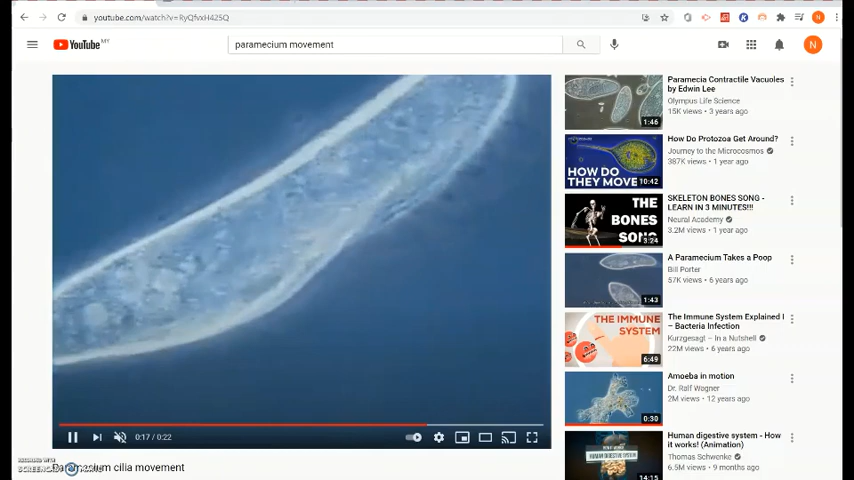 youtube.com/watch?v=RyQfvxH425Q
YouTube MY
paramecium movement
N
N
Paramecia Contractile Vacuoles
by Edwin Lee
Olympus Life Science
15K views • 3 years ago
1:46
How Do Protozoa Get Around?
Journey to the Microcosmos
387K views • 1 year ago
HOW DO
THEY MOVE
10:42
SKELETON BONES SONG -
LEARN IN 3 MINUTES!!!
Neural Academy
3.2M views • 1 year ago
THE
BONES
SONG
3:24
A Paramecium Takes a Poop
Bill Porter
57K views • 6 years ago
1:43
The Immune System Explained I
– Bacteria Infection
Kurzgesagt – In a Nutshell
22M views • 6 years ago
THE IMMUNE
SYSTEM
6:49
Amoeba in motion
Dr. Ralf Wagner
2M views • 12 years ago
0:30
Human digestive system - How
it works! (Animation)
Thomas Schwenke
6.5M views • 9 months ago
HUMAN DIGESTIVE SYSTEM
14:15
0:17 / 0:22
Paramecium cilia movement